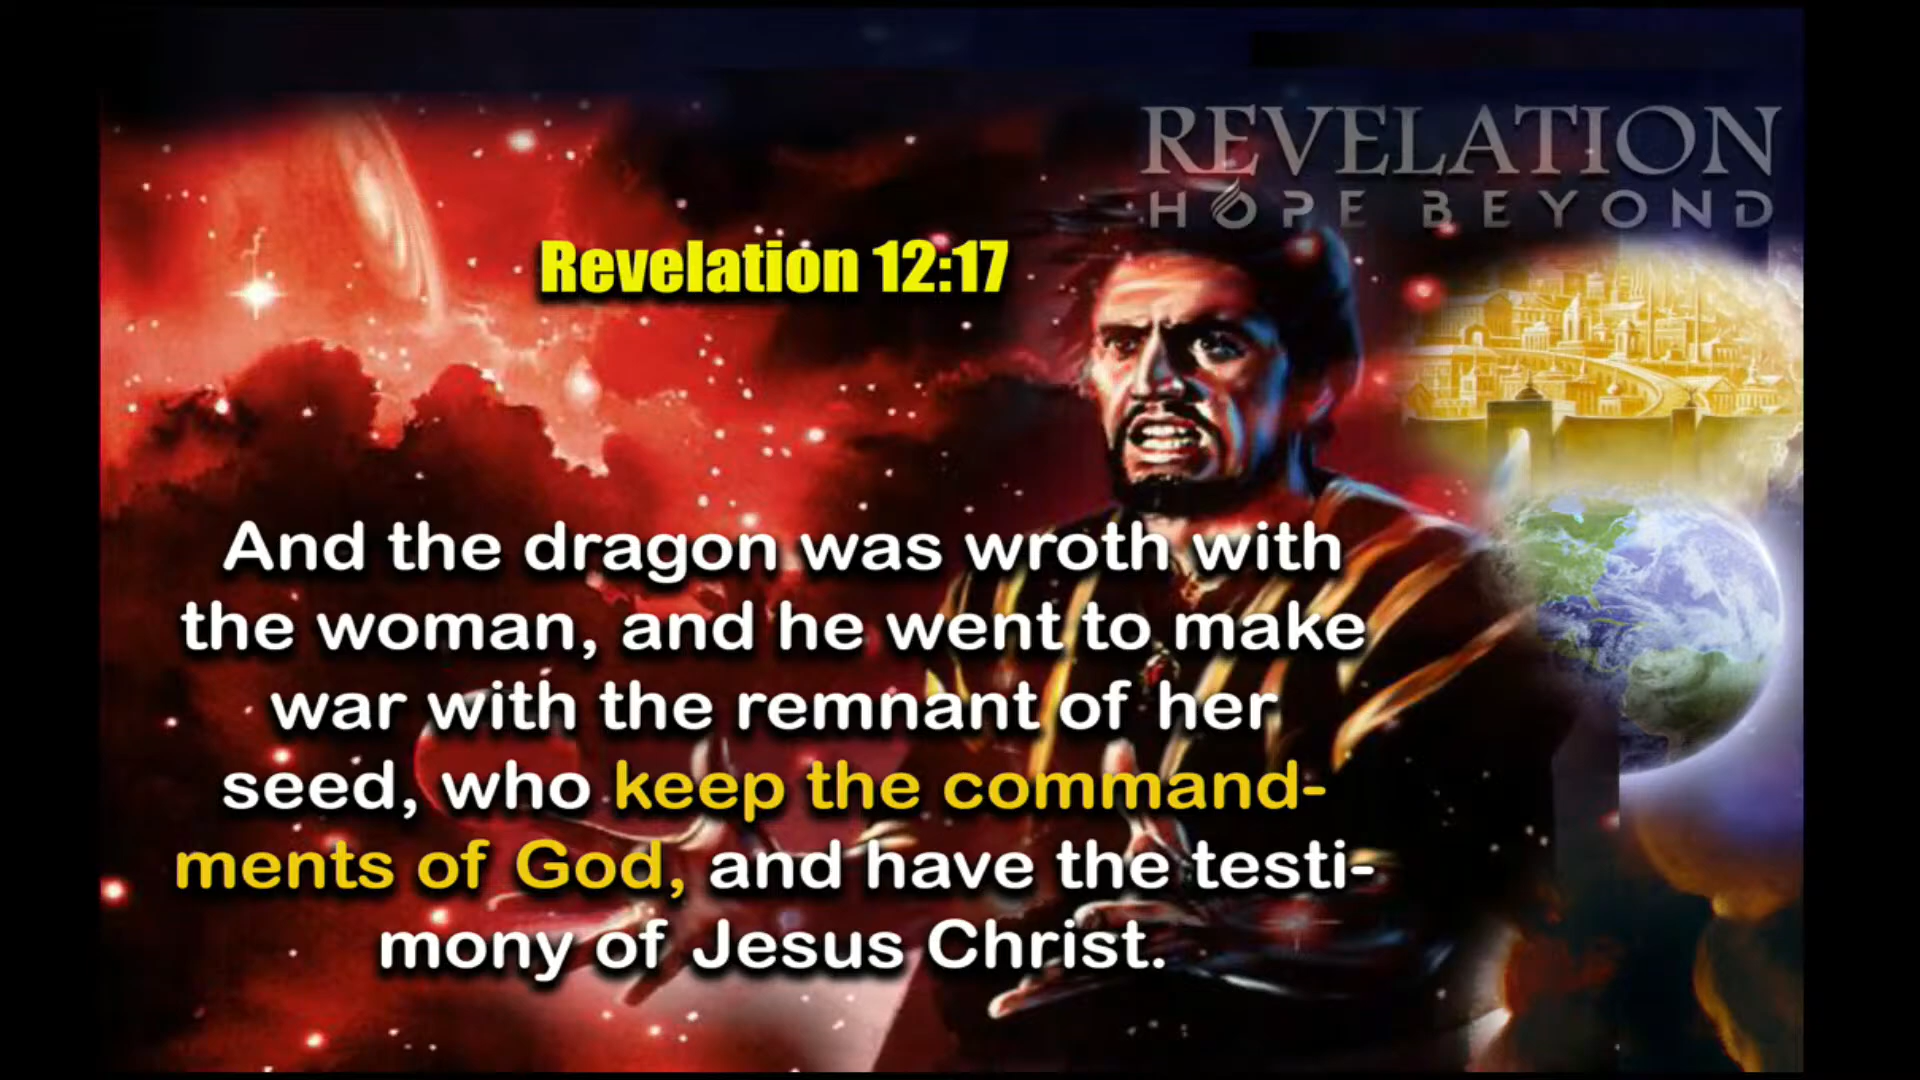 REVELATION
HOPE BEYOND
Revelation 12:17
And the dragon was wroth with
the woman, and he went to make
war with the remnant of her
seed, who keep the command-
ments of God, and have the testi-
mony of Jesus Christ.